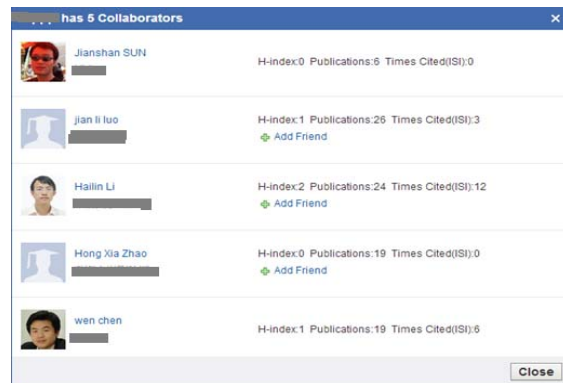 has 5 Collaborators ×
Jianshan SUN
H-index:0 Publications:6 Times Cited(ISI):0
jian li luo
H-index:1 Publications:26 Times Cited(ISI):3
Add Friend
Hailin Li
H-index:2 Publications:24 Times Cited(ISI):12
Add Friend
Hong Xia Zhao
H-index:0 Publications:19 Times Cited(ISI):0
Add Friend
wen chen
H-index:1 Publications:19 Times Cited(ISI):6
Close